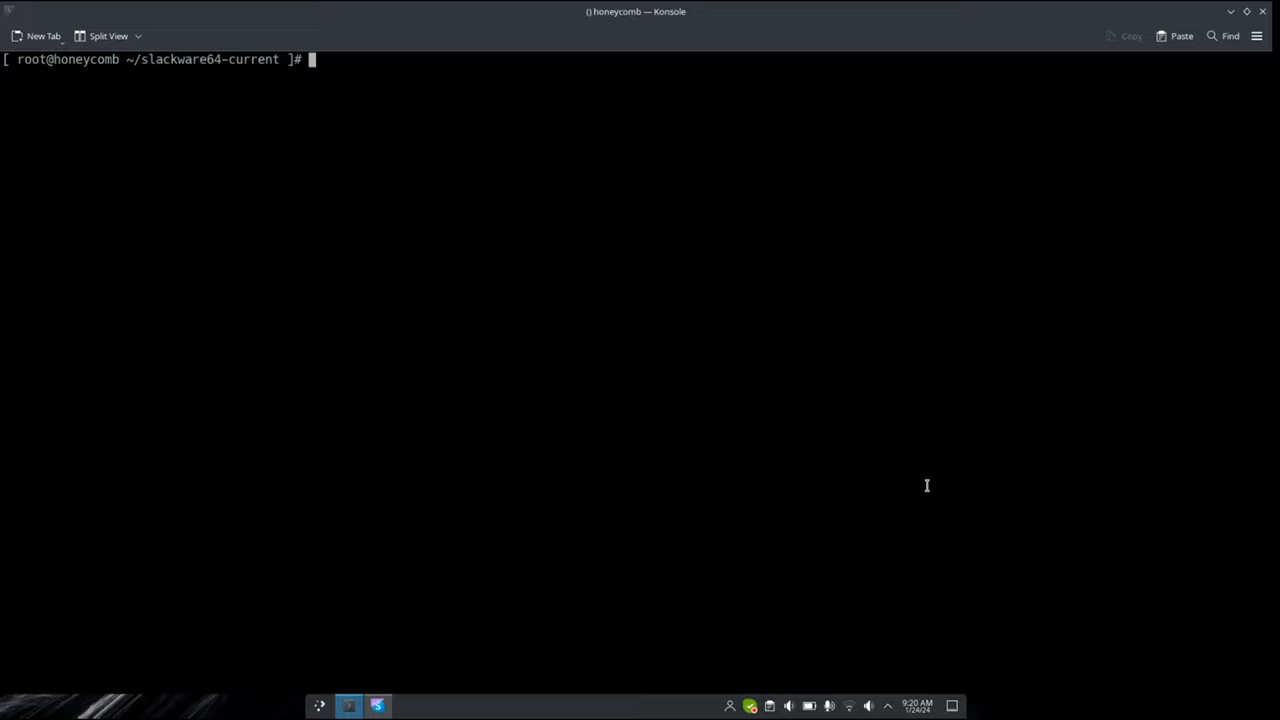 () honeycomb — Konsole
New Tab Split View Copy Paste Find
[ root@honeycomb ~/slackware64-current ]#
9:20 AM
1/24/24